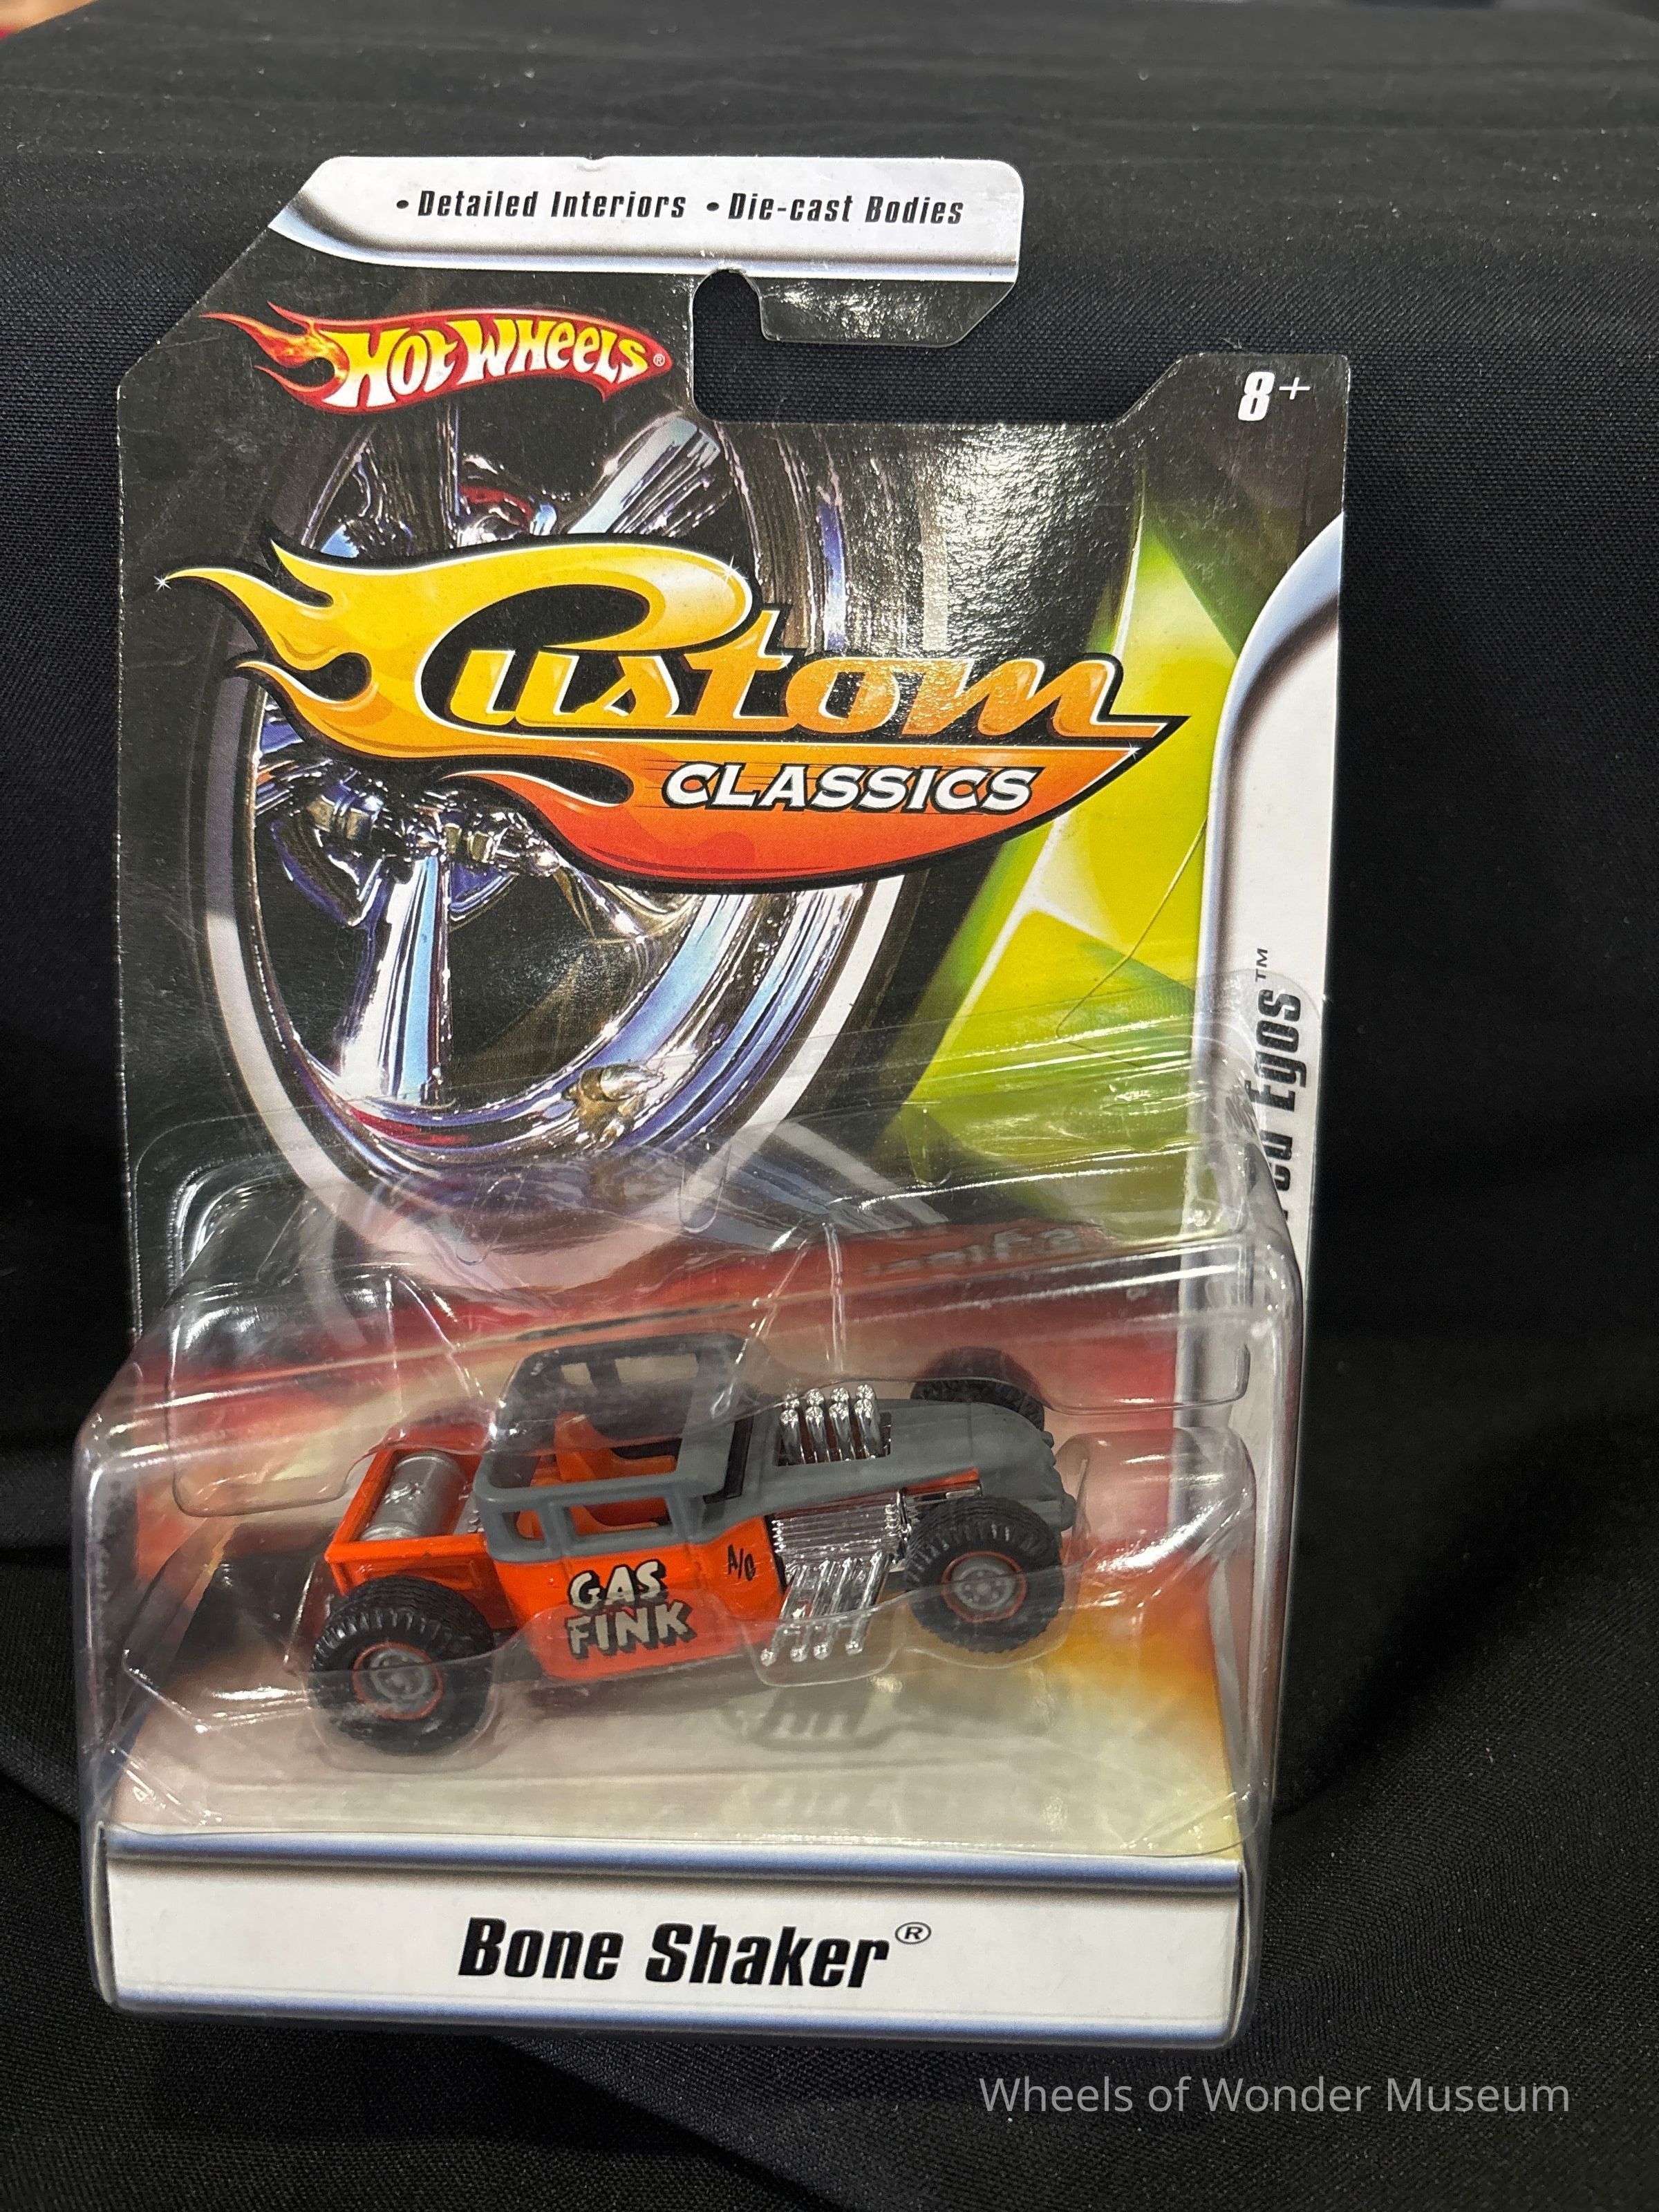 • Detailed Interiors • Die-cast Bodies
HOT WHEELS®
8+
Custom
CLASSICS
Egos™
GAS
FINK
A/G
Bone Shaker®
Wheels of Wonder Museum